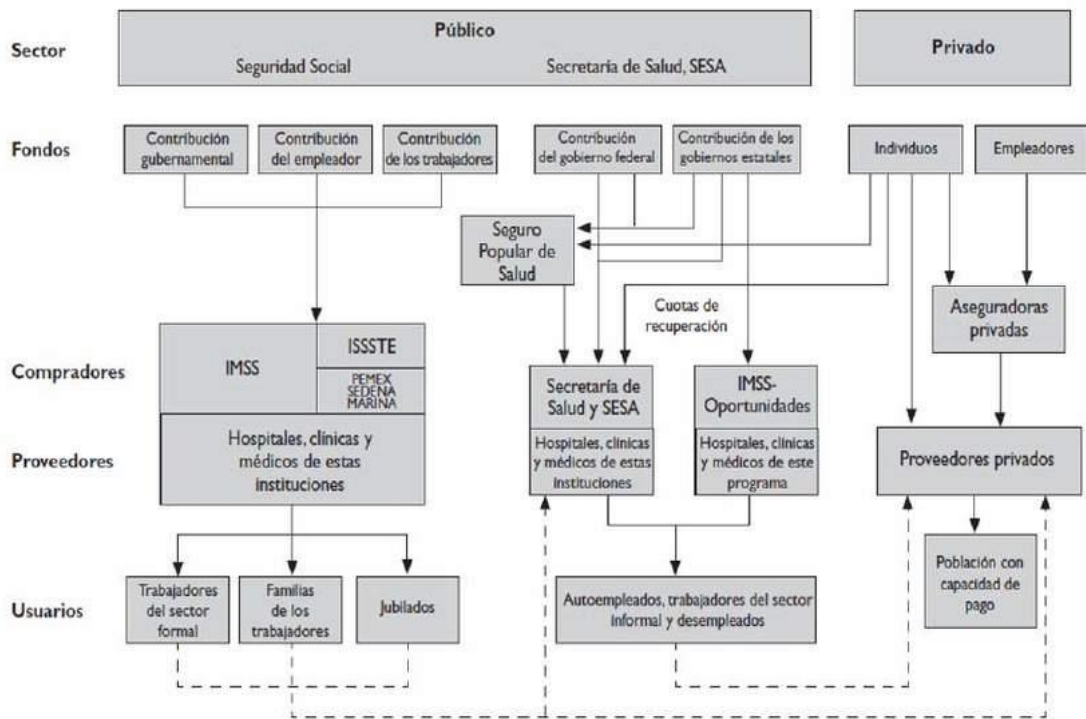 Sector
Público
Seguridad Social
Secretaría de Salud, SESA
Privado
Fondos
Contribución
gubernamental
Contribución
del empleador
Contribución
de los trabajadores
Contribución
del gobierno federal
Contribución de los
gobiernos estatales
Individuos
Empleadores
Seguro
Popular de
Salud
Cuotas de
recuperación
Aseguradoras
privadas
Compradores
IMSS
ISSSTE
PEMEX
SEDENA
MARINA
Secretaría de
Salud y SESA
IMSS-
Oportunidades
Proveedores
Hospitales, clínicas y
médicos de estas
instituciones
Hospitales, clínicas
y médicos de estas
instituciones
Hospitales, clínicas
y médicos de este
programa
Proveedores privados
Usuarios
Trabajadores
del sector
formal
Familias
de los
trabajadores
Jubilados
Autoempleados, trabajadores del sector
informal y desempleados
Población con
capacidad de
pago